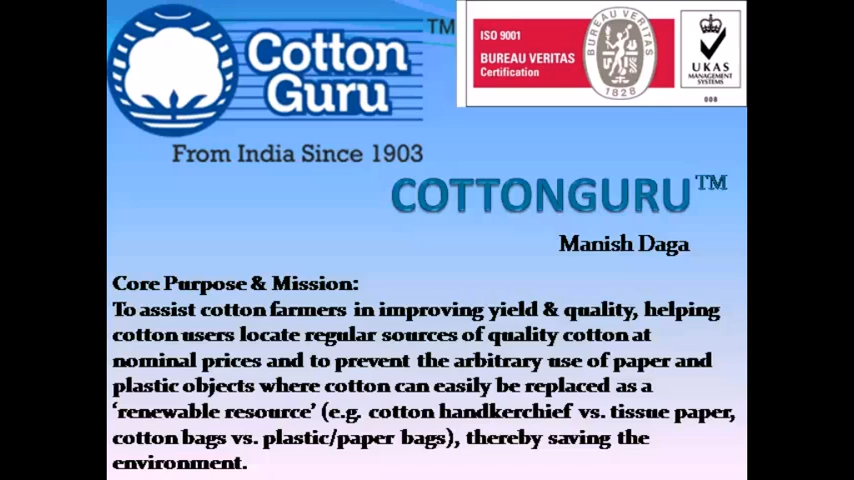 Cotton
Guru
TM
From India Since 1903
ISO 9001
BUREAU VERITAS
Certification
BUREAU VERITAS
1828
UKAS
MANAGEMENT
SYSTEMS
008
COTTONGURU™
Manish Daga
Core Purpose & Mission:
To assist cotton farmers in improving yield & quality, helping
cotton users locate regular sources of quality cotton at
nominal prices and to prevent the arbitrary use of paper and
plastic objects where cotton can easily be replaced as a
‘renewable resource’ (e.g. cotton handkerchief vs. tissue paper,
cotton bags vs. plastic/paper bags), thereby saving the
environment.